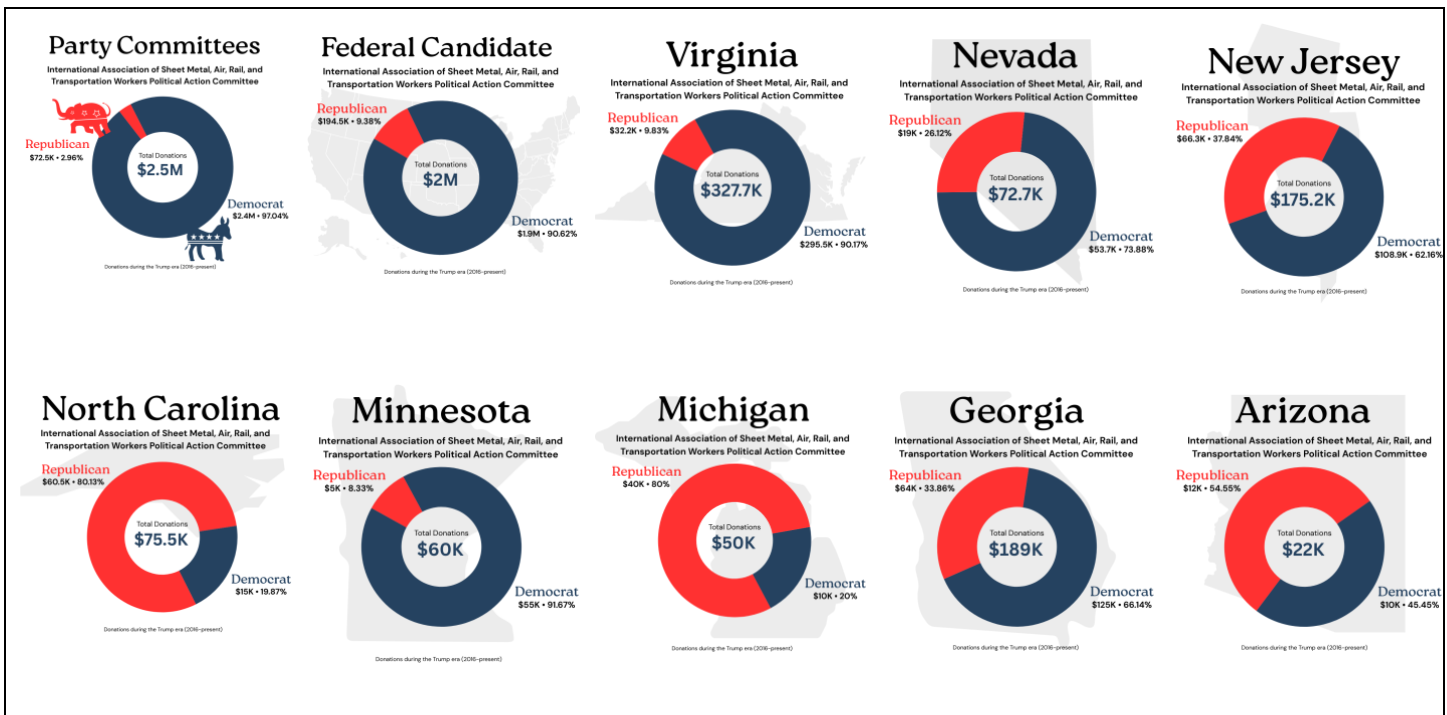 Party Committees
International Association of Sheet Metal, Air, Rail, and
Transportation Workers Political Action Committee
Republican
$72.5K • 2.96%
Total Donations
$2.5M
Democrat
$2.4M • 97.04%
Donations during the Trump era (2016-present)
Federal Candidate
International Association of Sheet Metal, Air, Rail, and
Transportation Workers Political Action Committee
Republican
$194.5K • 9.38%
Total Donations
$2M
Democrat
$1.9M • 90.62%
Donations during the Trump era (2016-present)
Virginia
International Association of Sheet Metal, Air, Rail, and
Transportation Workers Political Action Committee
Republican
$32.2K • 9.83%
Total Donations
$327.7K
Democrat
$295.5K • 90.17%
Donations during the Trump era (2016-present)
Nevada
International Association of Sheet Metal, Air, Rail, and
Transportation Workers Political Action Committee
Republican
$19K • 26.12%
Total Donations
$72.7K
Democrat
$53.7K • 73.88%
Donations during the Trump era (2016-present)
New Jersey
International Association of Sheet Metal, Air, Rail, and
Transportation Workers Political Action Committee
Republican
$66.3K • 37.84%
Total Donations
$175.2K
Democrat
$108.9K • 62.16%
Donations during the Trump era (2016-present)
North Carolina
International Association of Sheet Metal, Air, Rail, and
Transportation Workers Political Action Committee
Republican
$60.5K • 80.13%
Total Donations
$75.5K
Democrat
$15K • 19.87%
Donations during the Trump era (2016-present)
Minnesota
International Association of Sheet Metal, Air, Rail, and
Transportation Workers Political Action Committee
Republican
$5K • 8.33%
Total Donations
$60K
Democrat
$55K • 91.67%
Donations during the Trump era (2016-present)
Michigan
International Association of Sheet Metal, Air, Rail, and
Transportation Workers Political Action Committee
Republican
$40K • 80%
Total Donations
$50K
Democrat
$10K • 20%
Donations during the Trump era (2016-present)
Georgia
International Association of Sheet Metal, Air, Rail, and
Transportation Workers Political Action Committee
Republican
$64K • 33.86%
Total Donations
$189K
Democrat
$125K • 66.14%
Donations during the Trump era (2016-present)
Arizona
International Association of Sheet Metal, Air, Rail, and
Transportation Workers Political Action Committee
Republican
$12K • 54.55%
Total Donations
$22K
Democrat
$10K • 45.45%
Donations during the Trump era (2016-present)